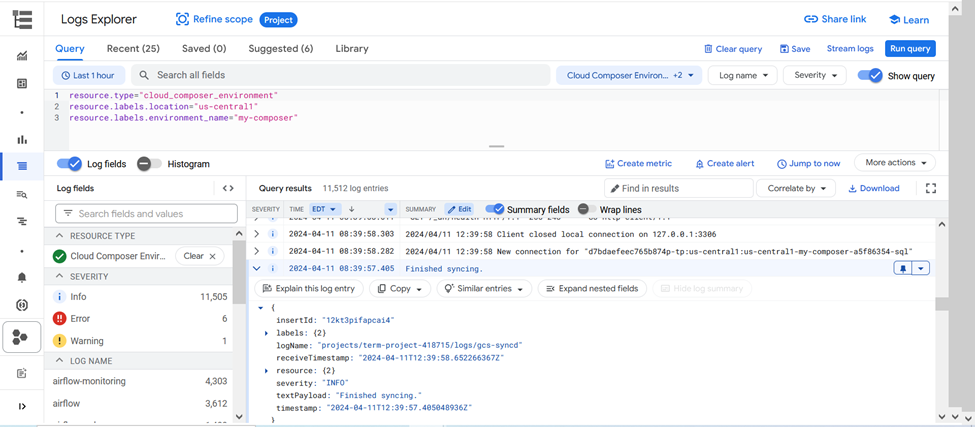 Logs Explorer Refine scope Project Share link Learn
Query Recent (25) Saved (0) Suggested (6) Library Clear query Save Stream logs Run query
Last 1 hour Search all fields Cloud Composer Environ... +2 Log name Severity Show query
1 resource.type="cloud_composer_environment"
2 resource.labels.location="us-central1"
3 resource.labels.environment_name="my-composer"
Log fields Histogram Create metric Create alert Jump to now More actions
Log fields Query results 11,512 log entries Find in results Correlate by Download
Search fields and values SEVERITY TIME EDT SUMMARY Edit Summary fields Wrap lines
RESOURCE TYPE
2024-04-11 08:39:58.303 2024/04/11 12:39:58 Client closed local connection on 127.0.0.1:3306
Cloud Composer Envir... Clear 2024-04-11 08:39:58.282 2024/04/11 12:39:58 New connection for "d7bdaefeec765b874p-tp:us-central1:us-central1-my-composer-a5f86354-sql"
SEVERITY 2024-04-11 08:39:57.405 Finished syncing.
Info 11,505 Explain this log entry Copy Similar entries Expand nested fields Hide log summary
{
Error 6 insertId: "12kt3pifapcai4"
labels: {2}
Warning 1 logName: "projects/term-project-418715/logs/gcs-syncd"
LOG NAME receiveTimestamp: "2024-04-11T12:39:58.652266367Z"
resource: {2}
airflow-monitoring 4,303 severity: "INFO"
textPayload: "Finished syncing."
airflow 3,612 timestamp: "2024-04-11T12:39:57.405048936Z"
}